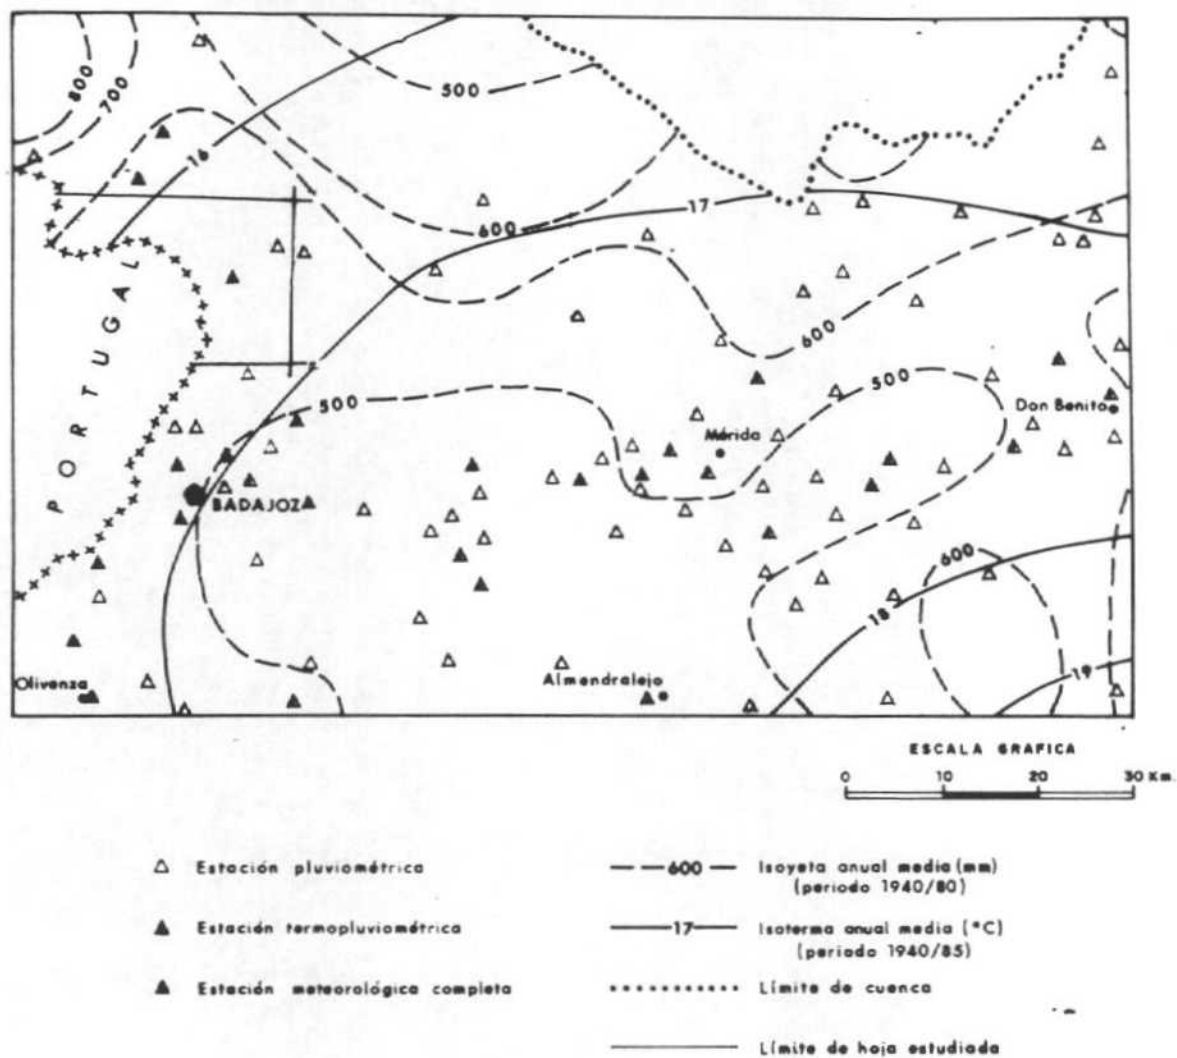 800
700
500
16
17
600
600
PORTUGAL
500
500
Don Benito
Mérida
BADAJOZ
600
18
19
Olivenza
Almendralejo
ESCALA GRAFICA
0 10 20 30 Km.
Estación pluviométrica
Estación termopluviométrica
Estación meteorológica completa
600 Isoyeta anual media (mm)
(periodo 1940/80)
17 Isoterma anual media (°C)
(periodo 1940/85)
Límite de cuenca
Límite de hoja estudiada